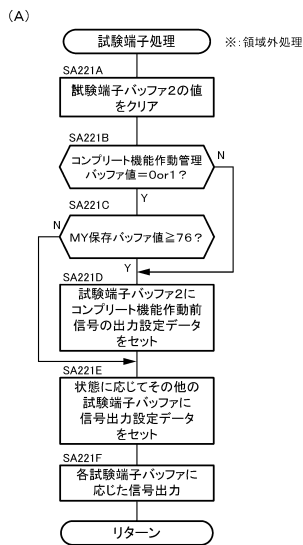 (A)
試験端子処理
※:領域外処理
SA221A
試験端子バッファ2の値
をクリア
SA221B
コンプリート機能作動管理
バッファ値=0or1?
N
Y
SA221C
N
MY保存バッファ値≧76?
Y
SA221D
試験端子バッファ2に
コンプリート機能作動前
信号の出力設定データ
をセット
SA221E
状態に応じてその他の
試験端子バッファに
信号出力設定データ
をセット
SA221F
各試験端子バッファに
応じた信号出力
リターン